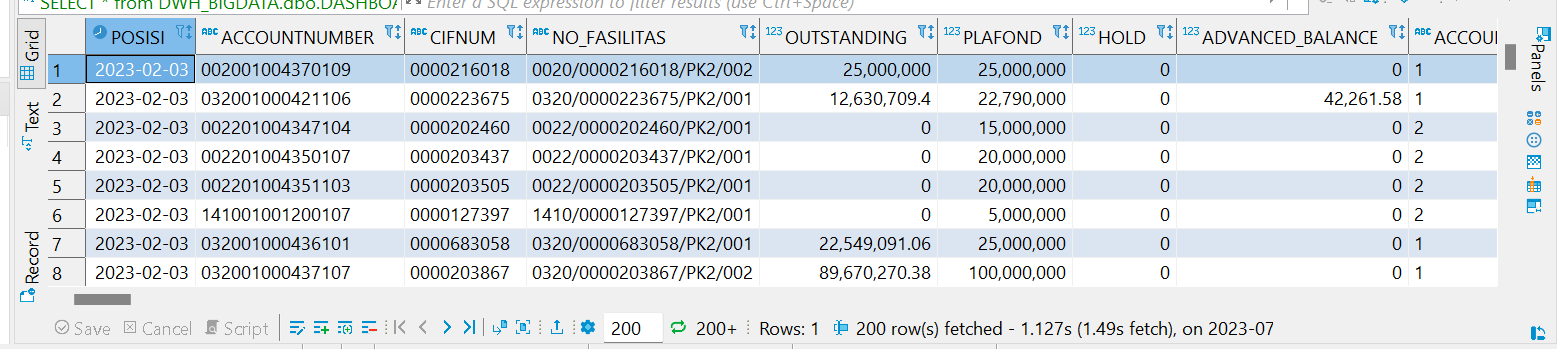 SELECT * from DWH_BIGDATA.dbo.DASHBOA Enter a SQL expression to filter results (use Ctrl+Space)
Grid
Text
Record
POSISI ABC ACCOUNTNUMBER ABC CIFNUM ABC NO_FASILITAS 123 OUTSTANDING 123 PLAFOND 123 HOLD 123 ADVANCED_BALANCE ABC ACCOU
1 2023-02-03 002001004370109 0000216018 0020/0000216018/PK2/002 25,000,000 25,000,000 0 0 1
2 2023-02-03 032001000421106 0000223675 0320/0000223675/PK2/001 12,630,709.4 22,790,000 0 42,261.58 1
3 2023-02-03 002201004347104 0000202460 0022/0000202460/PK2/001 0 15,000,000 0 0 2
4 2023-02-03 002201004350107 0000203437 0022/0000203437/PK2/001 0 20,000,000 0 0 2
5 2023-02-03 002201004351103 0000203505 0022/0000203505/PK2/001 0 20,000,000 0 0 2
6 2023-02-03 141001001200107 0000127397 1410/0000127397/PK2/001 0 5,000,000 0 0 2
7 2023-02-03 032001000436101 0000683058 0320/0000683058/PK2/001 22,549,091.06 25,000,000 0 0 1
8 2023-02-03 032001000437107 0000203867 0320/0000203867/PK2/002 89,670,270.38 100,000,000 0 0 1
Panels
Save Cancel Script 200 200+ Rows: 1 200 row(s) fetched - 1.127s (1.49s fetch), on 2023-07